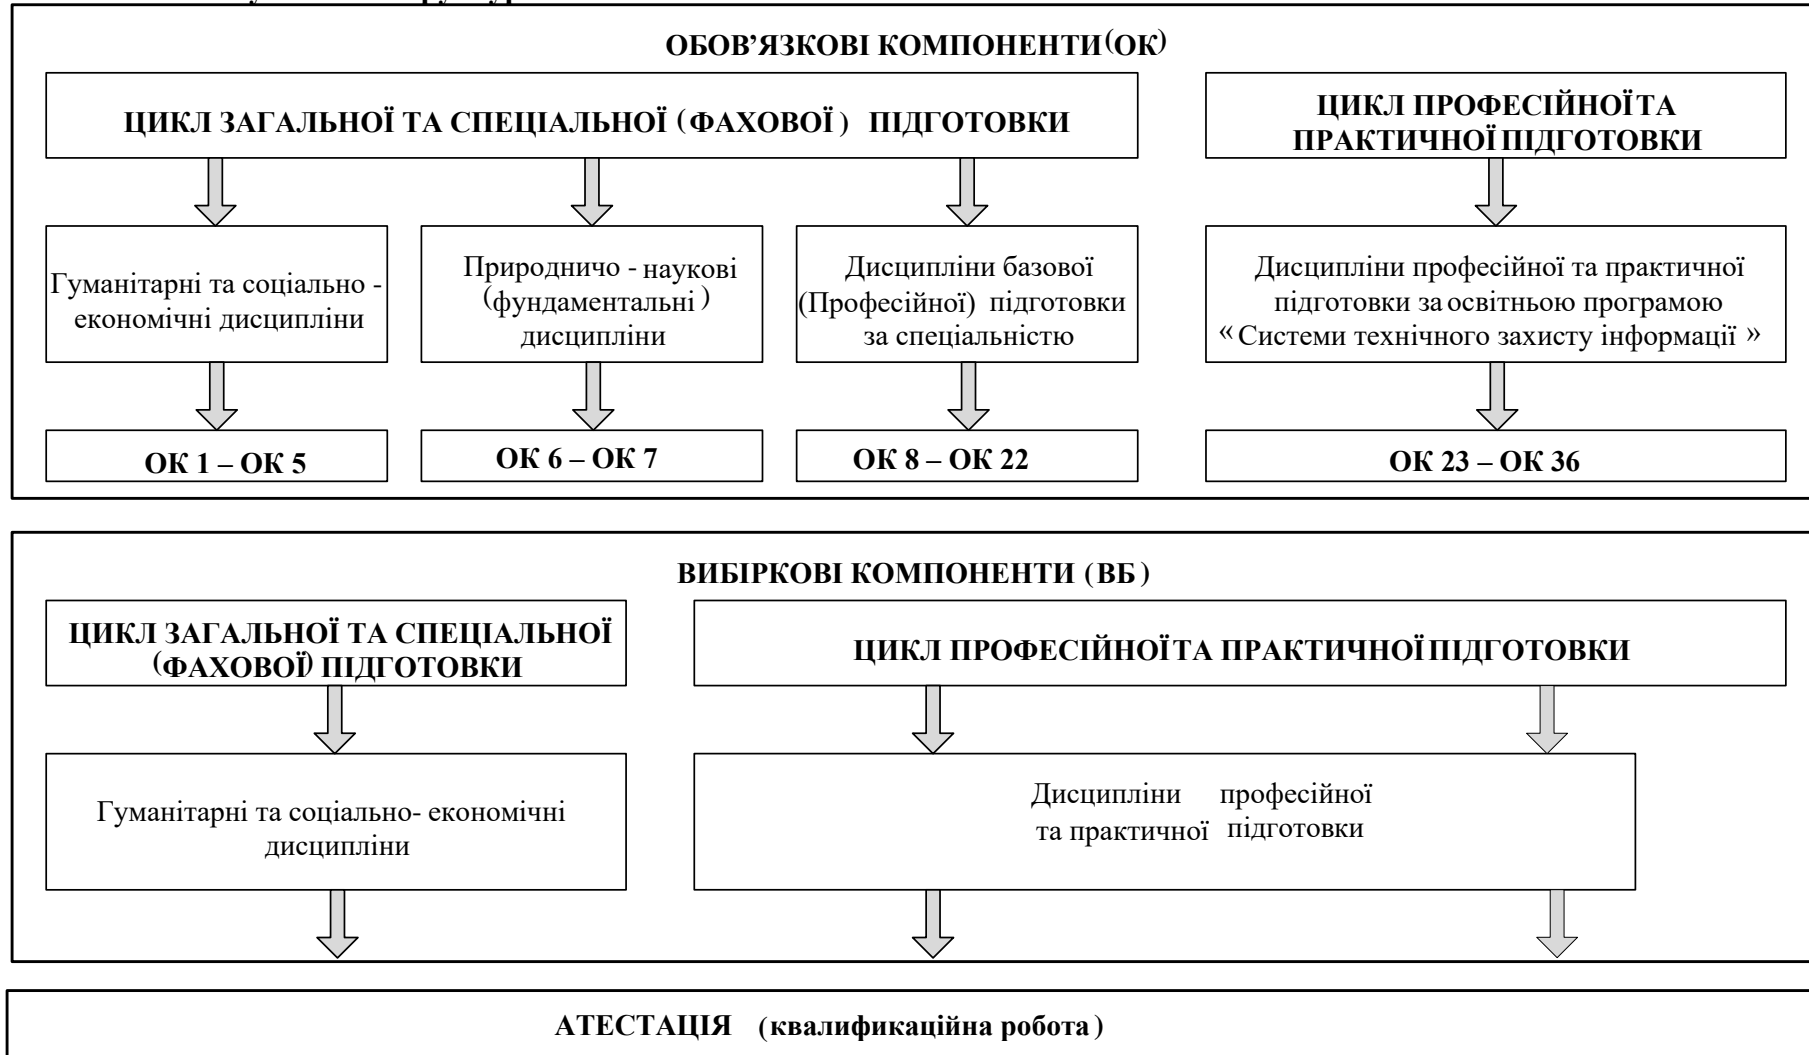 ОБОВ’ЯЗКОВІ КОМПОНЕНТИ (ОК)
ЦИКЛ ЗАГАЛЬНОЇ ТА СПЕЦІАЛЬНОЇ (ФАХОВОЇ) ПІДГОТОВКИ
ЦИКЛ ПРОФЕСІЙНОЇ ТА
ПРАКТИЧНОЇ ПІДГОТОВКИ
Гуманітарні та соціально -
економічні дисципліни
Природничо - наукові
(фундаментальні)
дисципліни
Дисципліни базової
(Професійної) підготовки
за спеціальністю
Дисципліни професійної та практичної
підготовки за освітньою програмою
« Системи технічного захисту інформації »
ОК 1 – ОК 5
ОК 6 – ОК 7
ОК 8 – ОК 22
ОК 23 – ОК 36
ВИБІРКОВІ КОМПОНЕНТИ (ВБ)
ЦИКЛ ЗАГАЛЬНОЇ ТА СПЕЦІАЛЬНОЇ
(ФАХОВОЇ) ПІДГОТОВКИ
ЦИКЛ ПРОФЕСІЙНОЇ ТА ПРАКТИЧНОЇ ПІДГОТОВКИ
Гуманітарні та соціально- економічні
дисципліни
Дисципліни професійної
та практичної підготовки
АТЕСТАЦІЯ (квалификаційна робота)